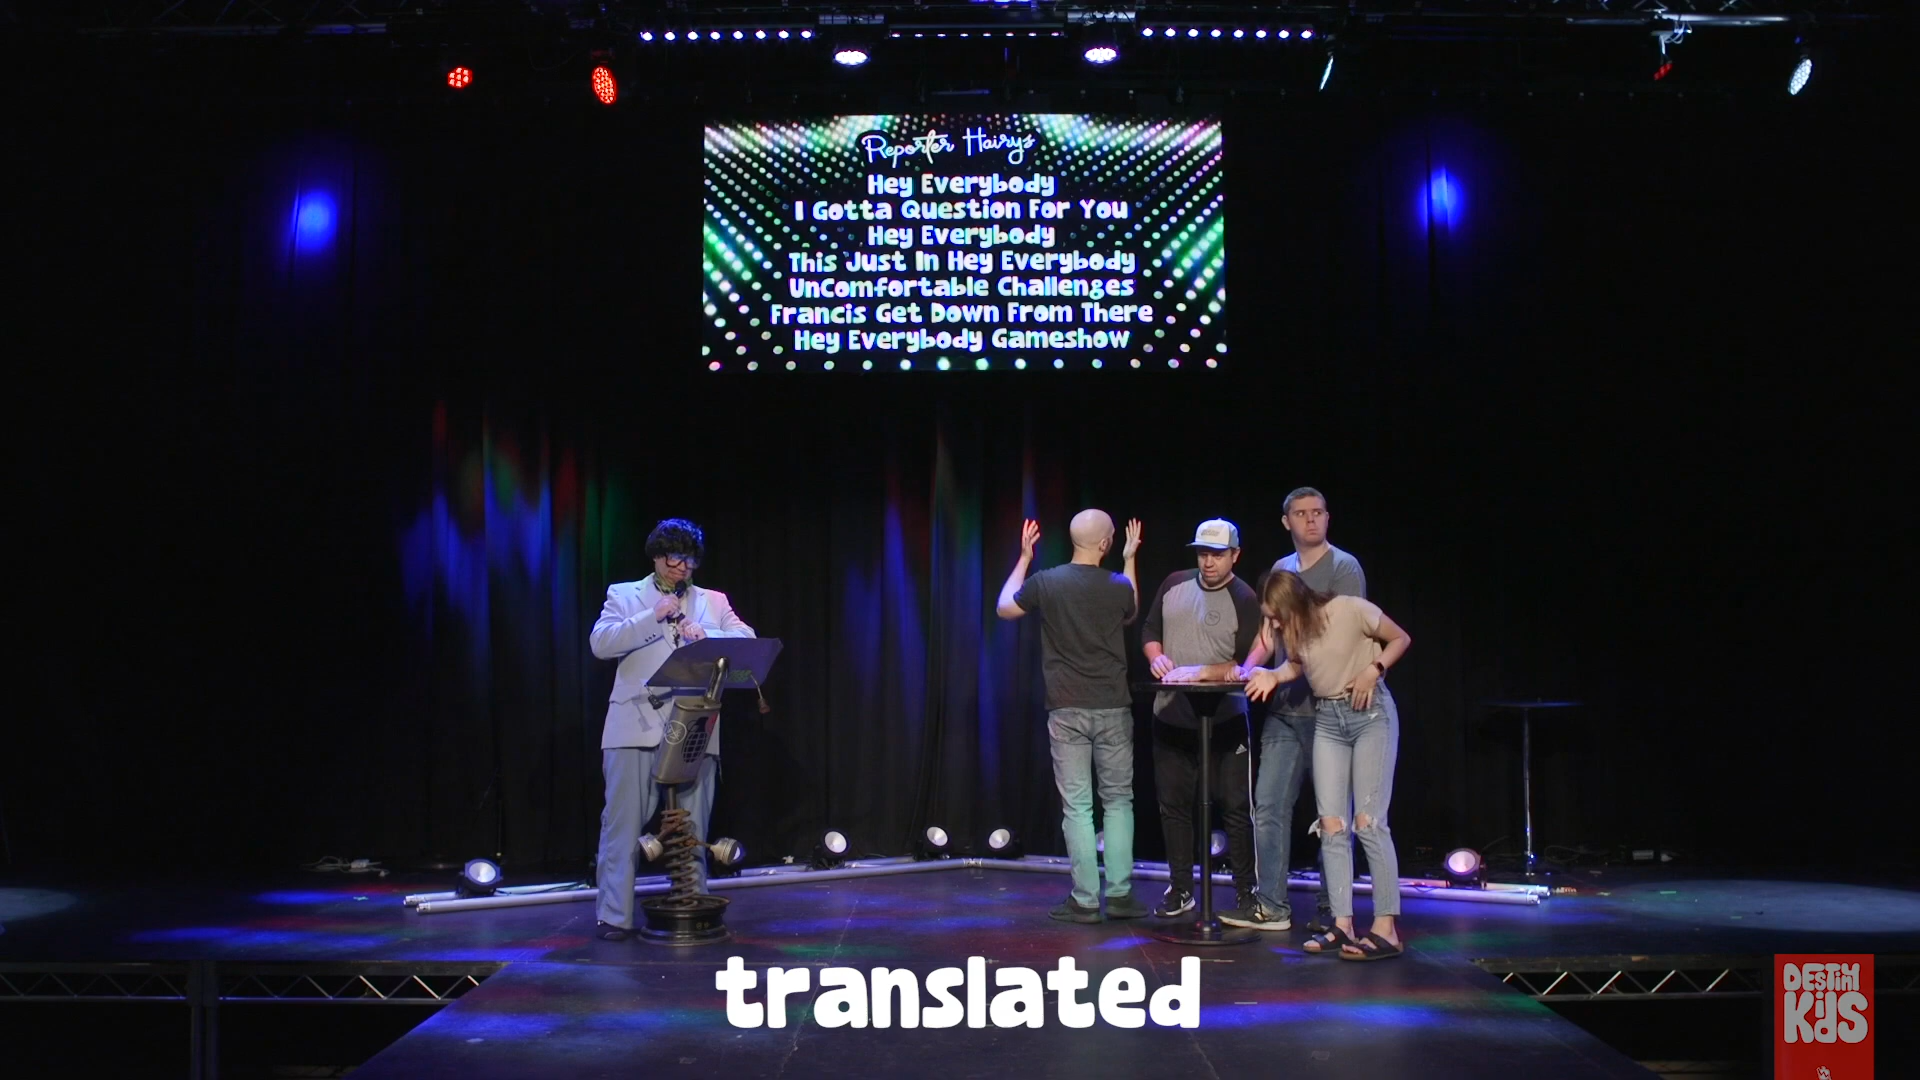 Reporter Hairy's
Hey Everybody
I Gotta Question For You
Hey Everybody
This Just In Hey Everybody
UnComfortable Challenges
Francis Get Down From There
Hey Everybody Gameshow
translated
DESTINY
KidS